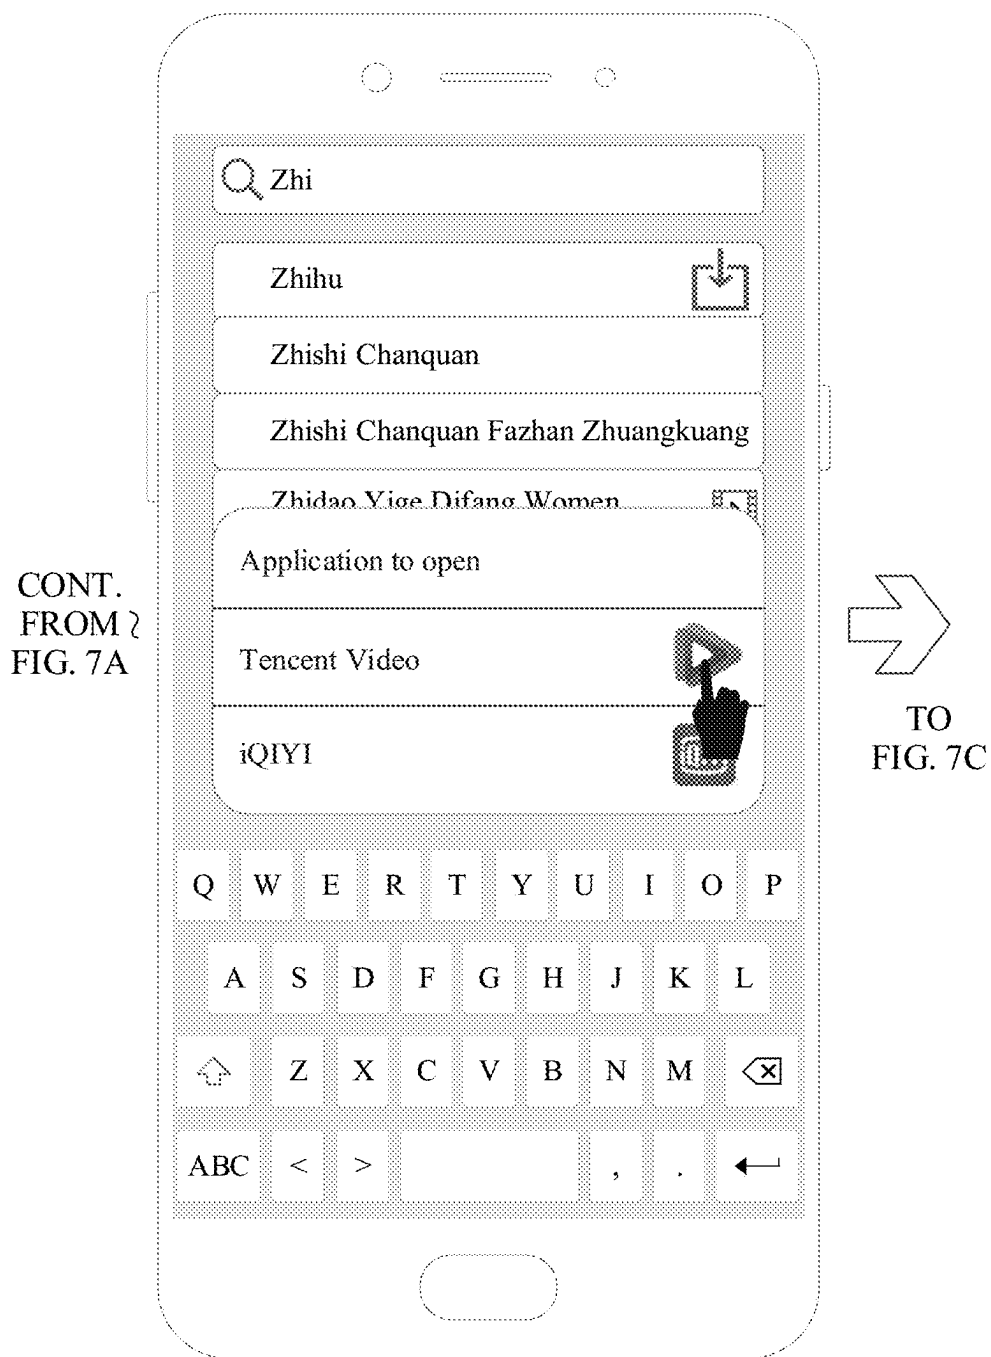 Zhi
Zhihu
Zhishi Chanquan
Zhishi Chanquan Fazhan Zhuangkuang
Zhidao Yige Difang Women
Application to open
Tencent Video
iQIYI
CONT.
FROM
FIG. 7A
TO
FIG. 7C
Q W E R T Y U I O P
A S D F G H J K L
Z X C V B N M
ABC < > , .